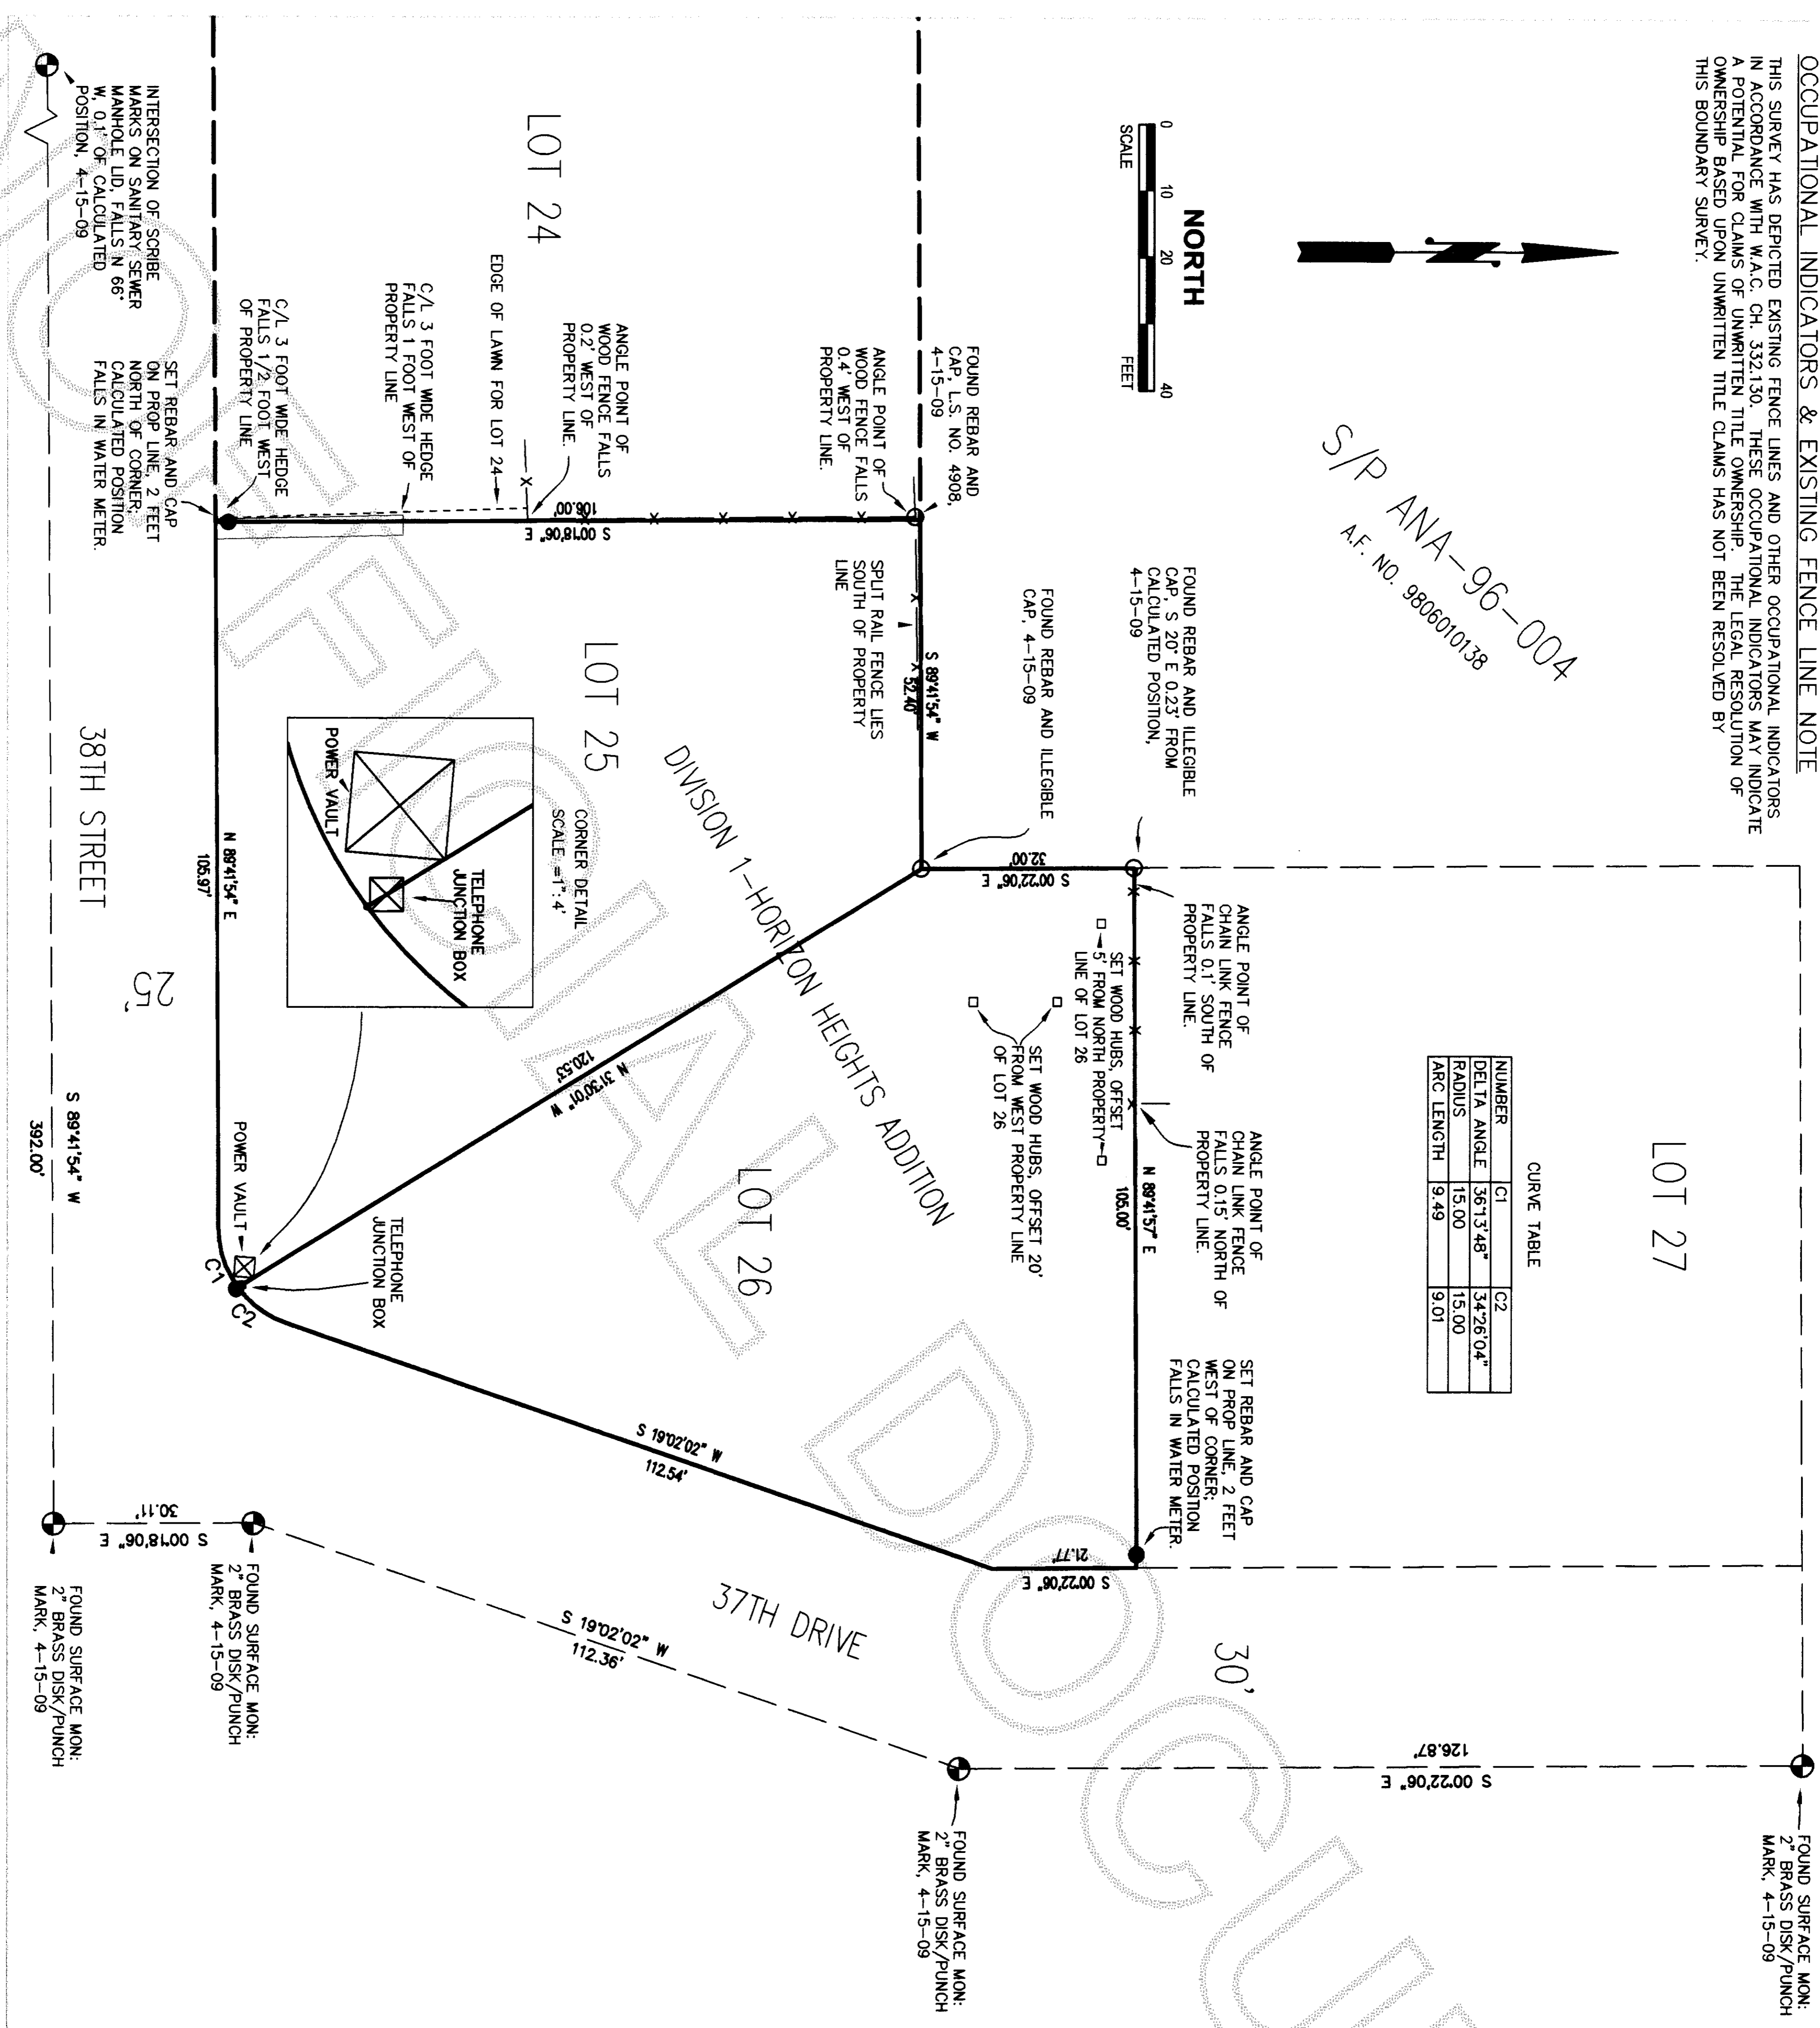 OCCUPATIONAL INDICATORS & EXISTING FENCE LINE NOTE
THIS SURVEY HAS DEPICTED EXISTING FENCE LINES AND OTHER OCCUPATIONAL INDICATORS
IN ACCORDANCE WITH W.A.C. CH. 332.130. THESE OCCUPATIONAL INDICATORS MAY INDICATE
A POTENTIAL FOR CLAIMS OF UNWRITTEN TITLE OWNERSHIP. THE LEGAL RESOLUTION OF
OWNERSHIP BASED UPON UNWRITTEN TITLE CLAIMS HAS NOT BEEN RESOLVED BY
THIS BOUNDARY SURVEY.
S/P ANA-96-004
A.F. NO. 9806010138
NORTH
0 10 20 40
SCALE FEET
LOT 27
CURVE TABLE
NUMBER C1 C2
DELTA ANGLE 36°13'48" 34°26'04"
RADIUS 15.00 15.00
ARC LENGTH 9.49 9.01
FOUND SURFACE MON:
2" BRASS DISK/PUNCH
MARK, 4-15-09
S 00°22'06" E
126.87'
30'
FOUND REBAR AND
CAP, L.S. NO. 4908,
4-15-09
ANGLE POINT OF
WOOD FENCE FALLS
0.4' WEST OF
PROPERTY LINE.
FOUND REBAR AND ILLEGIBLE
CAP, S 20° E 0.23' FROM
CALCULATED POSITION,
4-15-09
FOUND REBAR AND ILLEGIBLE
CAP, 4-15-09
ANGLE POINT OF
CHAIN LINK FENCE
FALLS 0.1' SOUTH OF
PROPERTY LINE.
ANGLE POINT OF
CHAIN LINK FENCE
FALLS 0.15' NORTH OF
PROPERTY LINE.
SET REBAR AND CAP
ON PROP LINE, 2 FEET
WEST OF CORNER;
CALCULATED POSITION
FALLS IN WATER METER.
N 89°41'57" E
105.00'
S 00°22'06" E
32.00'
SET WOOD HUBS, OFFSET
5' FROM NORTH PROPERTY
LINE OF LOT 26
SET WOOD HUBS, OFFSET 20'
FROM WEST PROPERTY LINE
OF LOT 26
S 00°22'06" E
21.77'
FOUND SURFACE MON:
2" BRASS DISK/PUNCH
MARK, 4-15-09
S 89°41'54" W
52.40'
SPLIT RAIL FENCE LIES
SOUTH OF PROPERTY
LINE
LOT 24
ANGLE POINT OF
WOOD FENCE FALLS
0.2' WEST OF
PROPERTY LINE.
EDGE OF LAWN FOR LOT 24
C/L 3 FOOT WIDE HEDGE
FALLS 1 FOOT WEST OF
PROPERTY LINE
S 00°18'06" E
106.00'
LOT 25
DIVISION 1-HORIZON HEIGHTS ADDITION
LOT 26
N 31°30'01" W
120.53'
S 19°02'02" W
112.54'
37TH DRIVE
S 19°02'02" W
112.36'
CORNER DETAIL
SCALE =1":4'
TELEPHONE
JUNCTION BOX
POWER VAULT
TELEPHONE
JUNCTION BOX
POWER VAULT
C1
C2
C/L 3 FOOT WIDE HEDGE
FALLS 1/2 FOOT WEST
OF PROPERTY LINE
SET REBAR AND CAP
ON PROP LINE, 2 FEET
NORTH OF CORNER;
CALCULATED POSITION
FALLS IN WATER METER.
INTERSECTION OF SCRIBE
MARKS ON SANITARY SEWER
MANHOLE LID, FALLS N 66°
W, 0.1' OF CALCULATED
POSITION, 4-15-09
N 89°41'54" E
105.97'
38TH STREET
25'
S 89°41'54" W
392.00'
S 00°18'06" E
30.11'
FOUND SURFACE MON:
2" BRASS DISK/PUNCH
MARK, 4-15-09
FOUND SURFACE MON:
2" BRASS DISK/PUNCH
MARK, 4-15-09